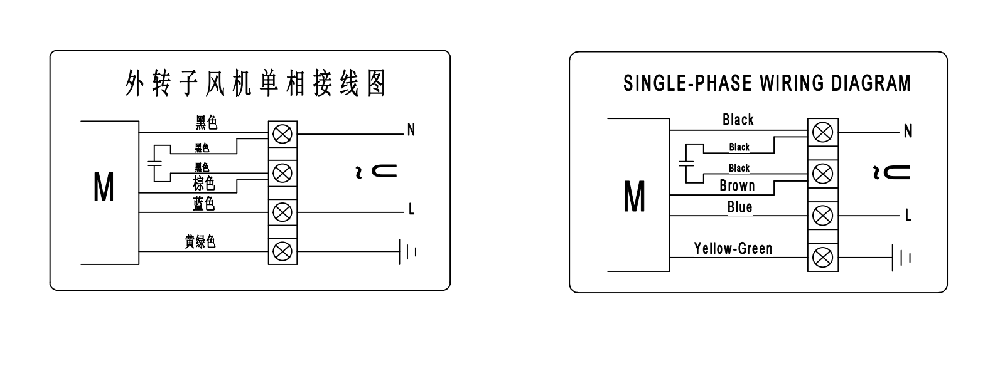 外转子风机单相接线图
黑色
N
黑色
黑色
~U
M
棕色
蓝色
L
黄绿色
SINGLE-PHASE WIRING DIAGRAM
Black
N
Black
Black
~U
M
Brown
Blue
L
Yellow-Green